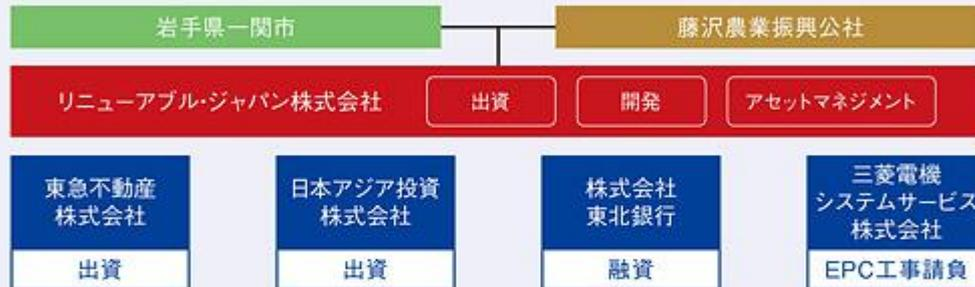 岩手県一関市
藤沢農業振興公社
リニューアブル・ジャパン株式会社
出資
開発
アセットマネジメント
東急不動産
株式会社
出資
日本アジア投資
株式会社
出資
株式会社
東北銀行
融資
三菱電機
システムサービス
株式会社
EPC工事請負